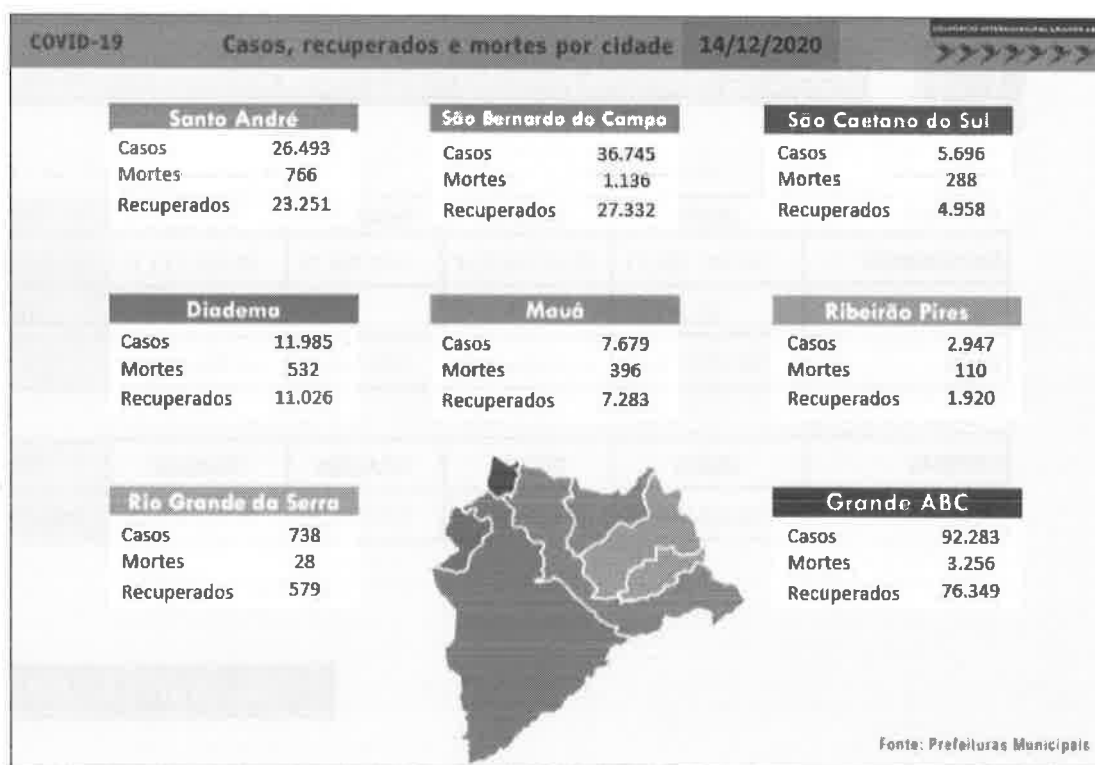 COVID-19
Casos, recuperados e mortes por cidade 14/12/2020
Santo André
Casos 26.493
Mortes 766
Recuperados 23.251
São Bernardo do Campo
Casos 36.745
Mortes 1.136
Recuperados 27.332
São Caetano do Sul
Casos 5.696
Mortes 288
Recuperados 4.958
Diadema
Casos 11.985
Mortes 532
Recuperados 11.026
Mauá
Casos 7.679
Mortes 396
Recuperados 7.283
Ribeirão Pires
Casos 2.947
Mortes 110
Recuperados 1.920
Rio Grande da Serra
Casos 738
Mortes 28
Recuperados 579
Grande ABC
Casos 92.283
Mortes 3.256
Recuperados 76.349
Fonte: Prefeituras Municipais